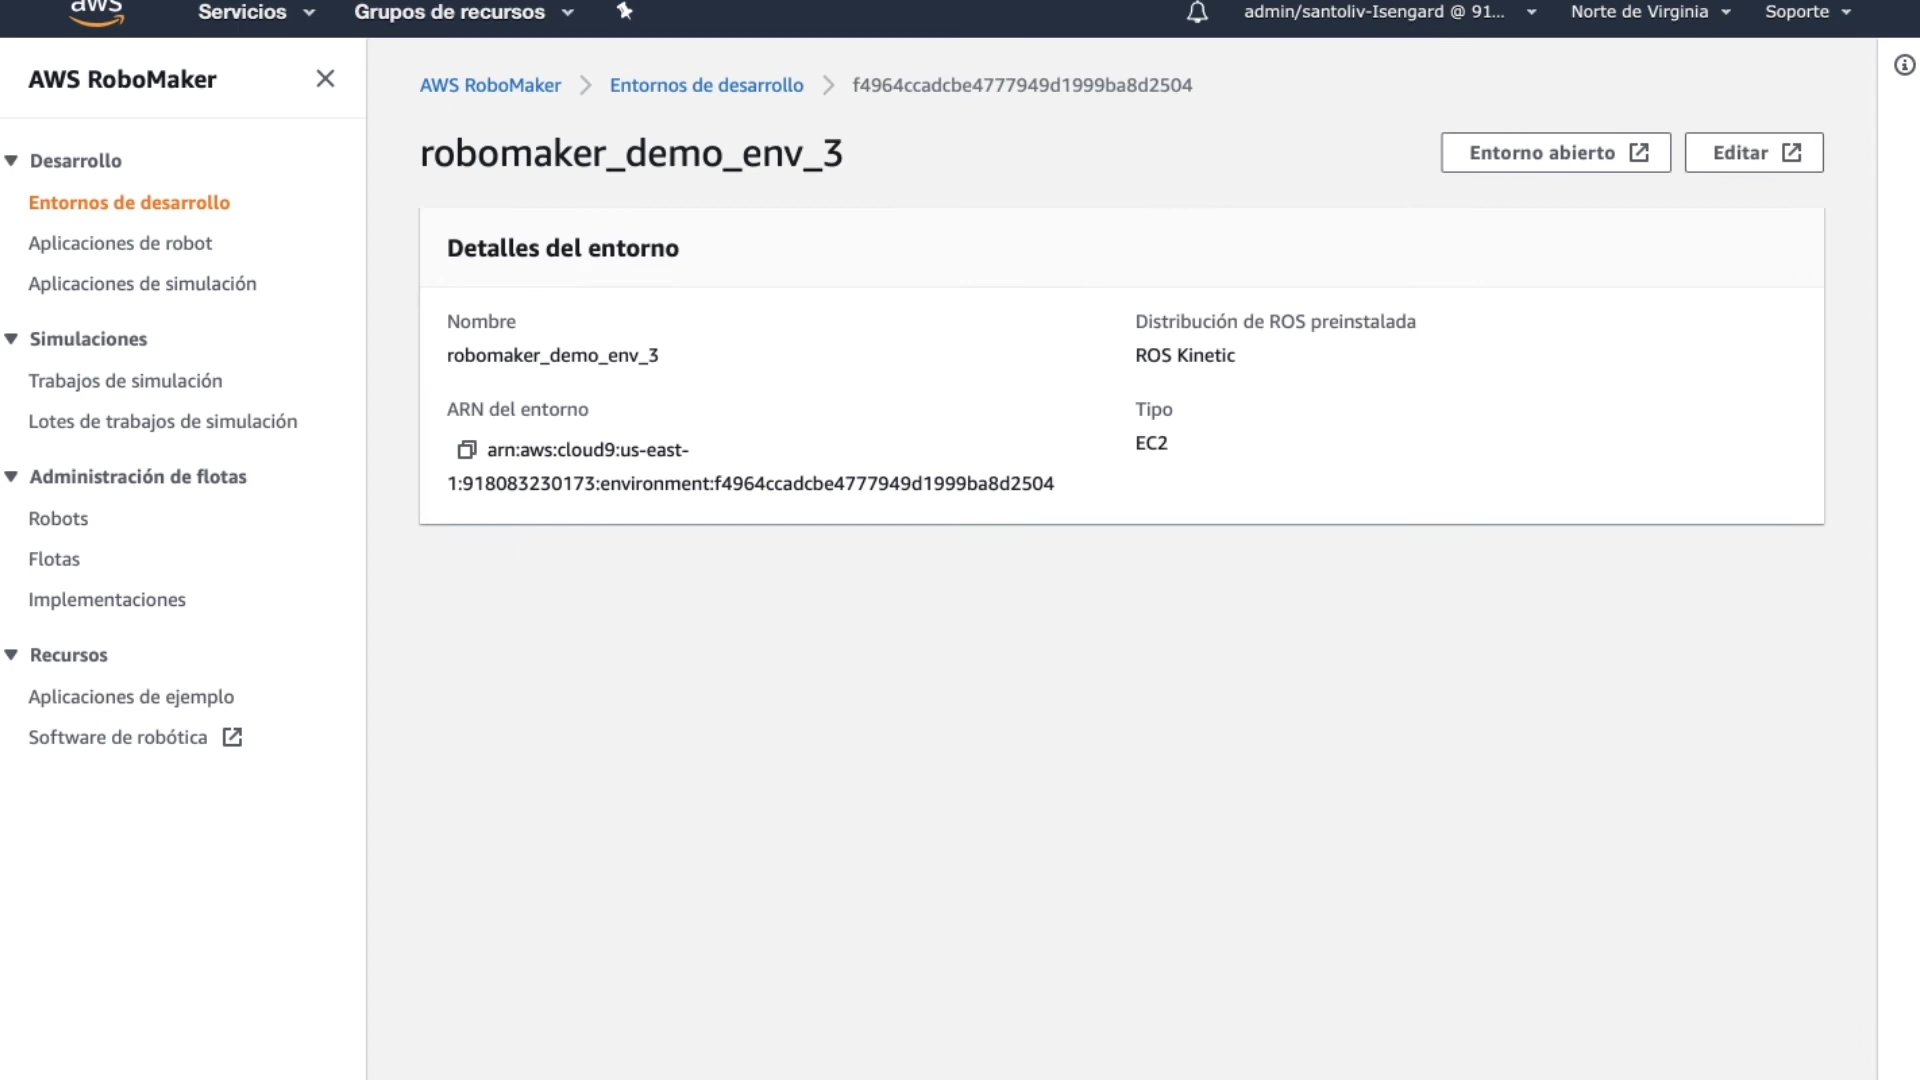 aws
Servicios
Grupos de recursos
admin/santoliv-Isengard @ 91...
Norte de Virginia
Soporte
AWS RoboMaker
Desarrollo
Entornos de desarrollo
Aplicaciones de robot
Aplicaciones de simulación
Simulaciones
Trabajos de simulación
Lotes de trabajos de simulación
Administración de flotas
Robots
Flotas
Implementaciones
Recursos
Aplicaciones de ejemplo
Software de robótica
AWS RoboMaker > Entornos de desarrollo > f4964ccadcbe4777949d1999ba8d2504
robomaker_demo_env_3
Entorno abierto
Editar
Detalles del entorno
Nombre
robomaker_demo_env_3
ARN del entorno
arn:aws:cloud9:us-east-
1:918083230173:environment:f4964ccadcbe4777949d1999ba8d2504
Distribución de ROS preinstalada
ROS Kinetic
Tipo
EC2